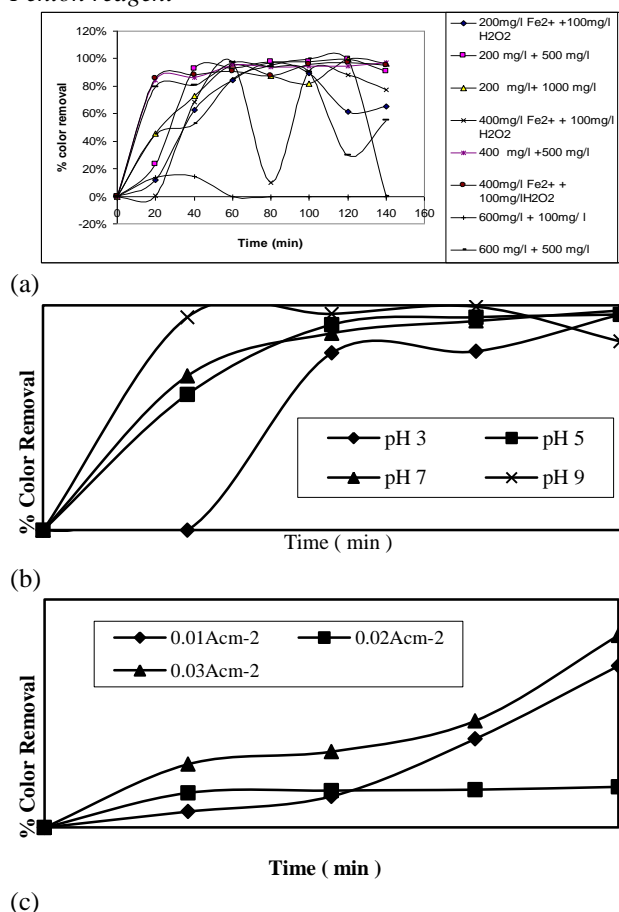 Fenton reagent
120%
100%
80%
60%
40%
20%
0%
-20%
% color removal
0 20 40 60 80 100 120 140 160
Time (min)
200mg/l Fe2+ +100mg/l
H2O2
200 mg/l + 500 mg/l
200 mg/l+ 1000 mg/l
400mg/l Fe2+ + 100mg/l
H2O2
400 mg/l +500 mg/l
400mg/l Fe2+ +
100mg/lH2O2
600mg/l + 100mg/ l
600 mg/l + 500 mg/l
(a)
% Color Removal
pH 3 pH 5
pH 7 pH 9
Time ( min )
(b)
% Color Removal
0.01Acm-2 0.02Acm-2
0.03Acm-2
Time ( min )
(c)